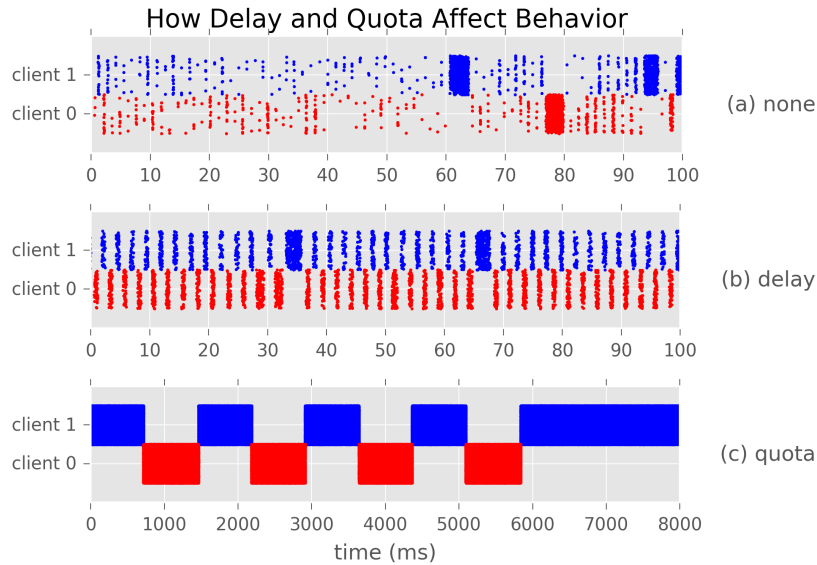 How Delay and Quota Affect Behavior
client 1
client 0
(a) none
0 10 20 30 40 50 60 70 80 90 100
client 1
client 0
(b) delay
0 10 20 30 40 50 60 70 80 90 100
client 1
client 0
(c) quota
0 1000 2000 3000 4000 5000 6000 7000 8000
time (ms)